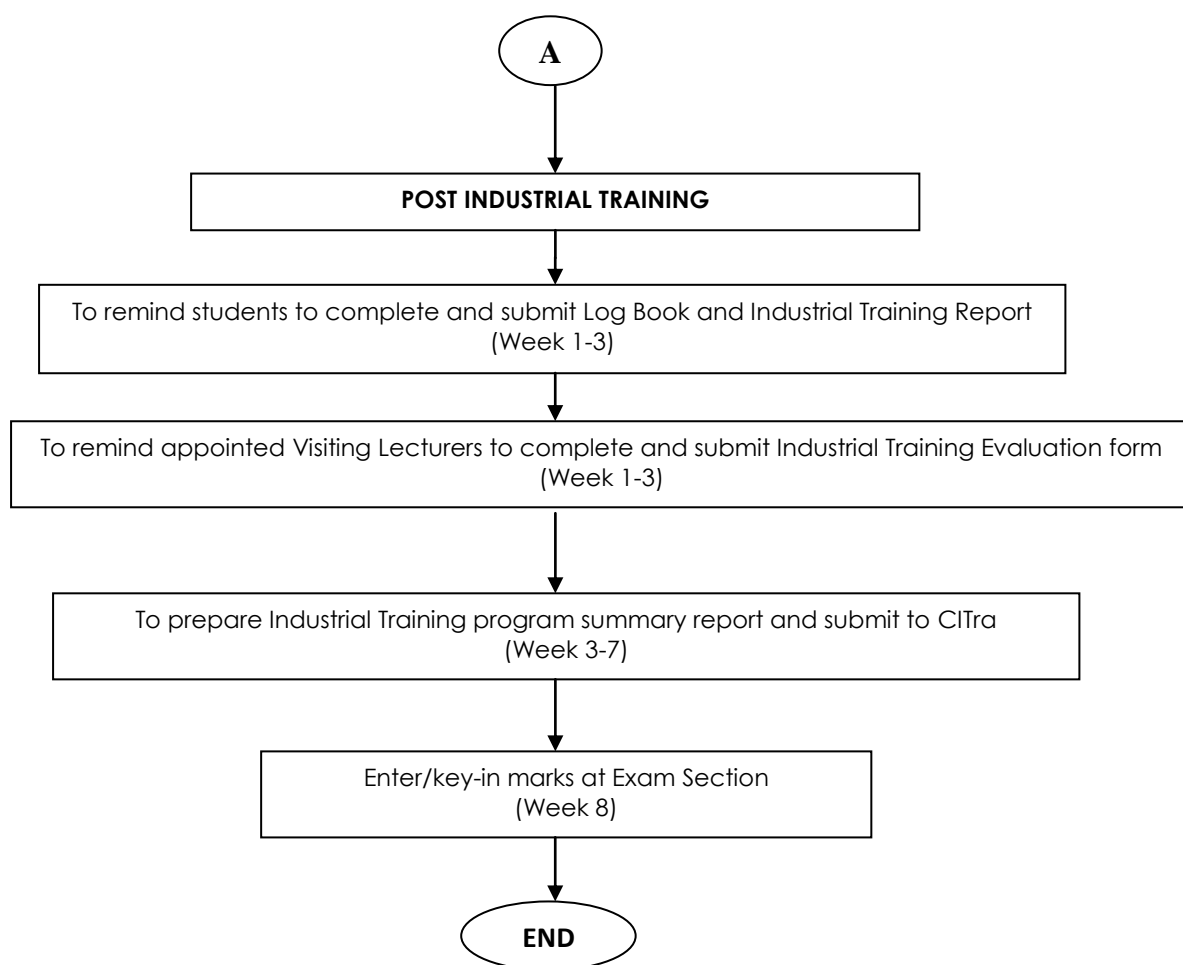 A
POST INDUSTRIAL TRAINING
To remind students to complete and submit Log Book and Industrial Training Report
(Week 1-3)
To remind appointed Visiting Lecturers to complete and submit Industrial Training Evaluation form
(Week 1-3)
To prepare Industrial Training program summary report and submit to CITra
(Week 3-7)
Enter/key-in marks at Exam Section
(Week 8)
END